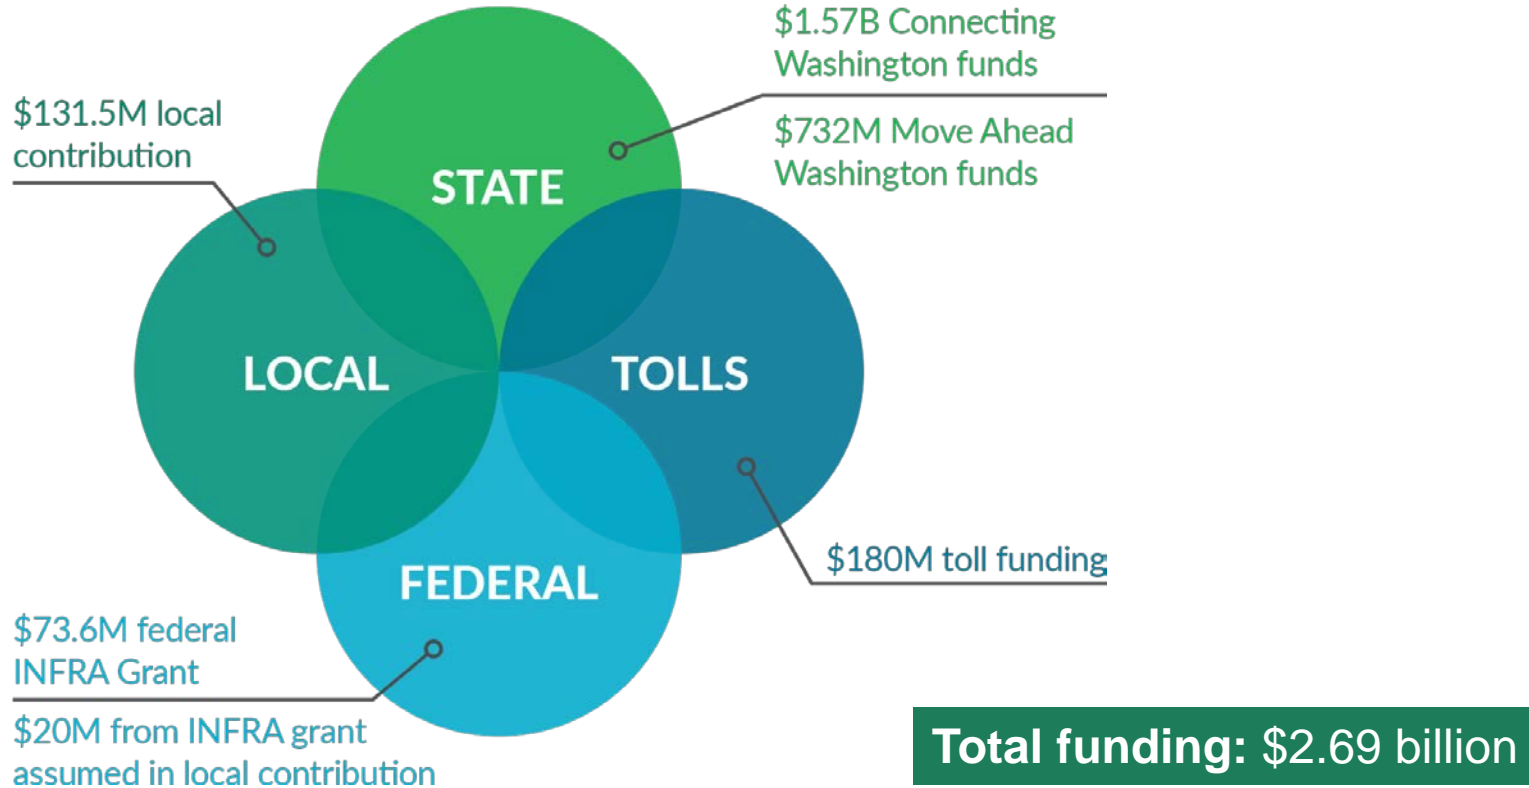 $1.57B Connecting
Washington funds
$131.5M local
contribution
$732M Move Ahead
Washington funds
STATE
LOCAL
TOLLS
$180M toll funding
FEDERAL
$73.6M federal
INFRA Grant
$20M from INFRA grant
assumed in local contribution
Total funding: $2.69 billion